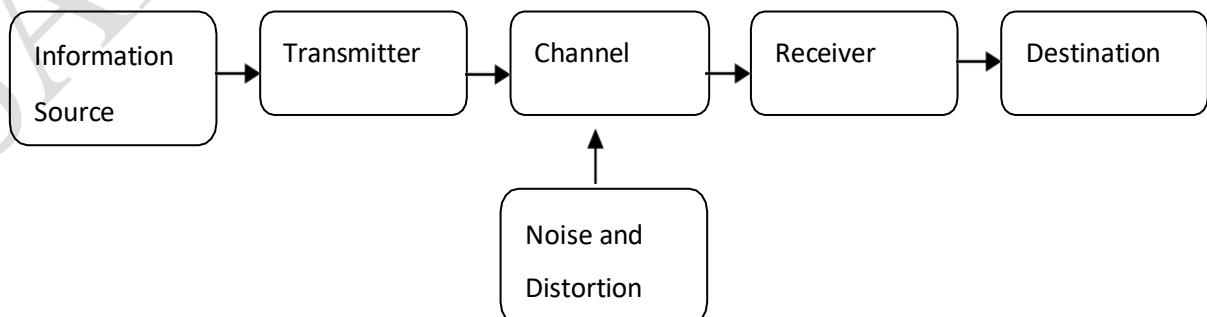 Information
Source
Transmitter
Channel
Receiver
Destination
Noise and
Distortion